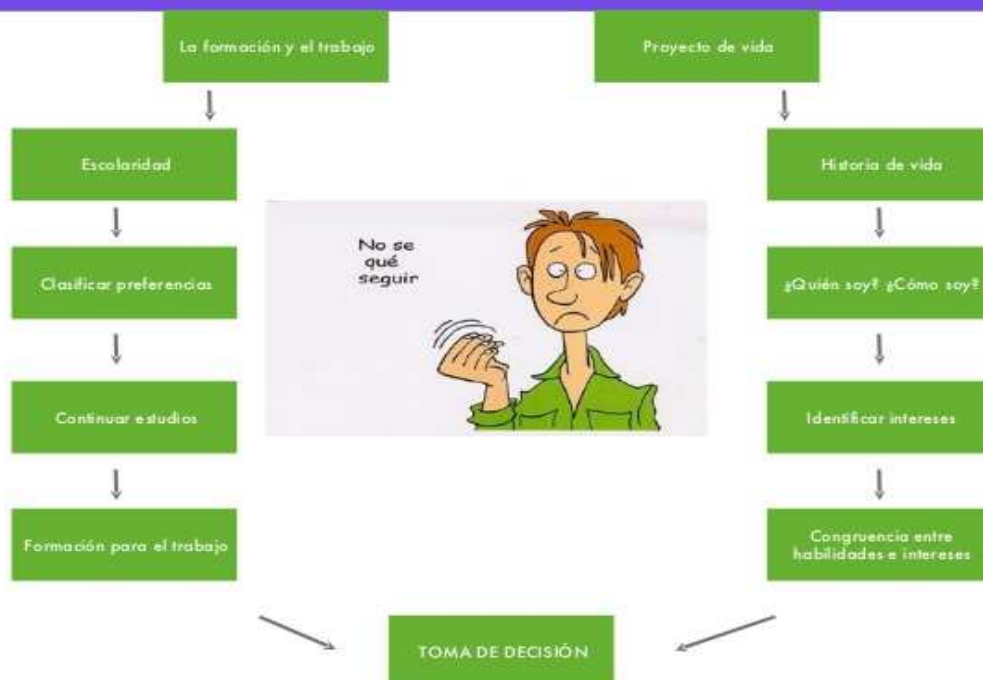 La formación y el trabajo
Proyecto de vida
Escolaridad
Historia de vida
No se
qué
seguir
Clasificar preferencias
¿Quién soy? ¿Cómo soy?
Continuar estudios
Identificar intereses
Formación para el trabajo
Congruencia entre
habilidades e intereses
TOMA DE DECISIÓN